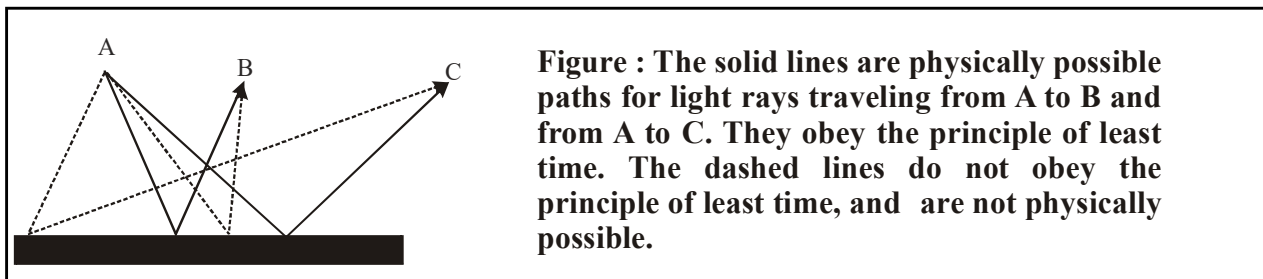 A
B
C
Figure : The solid lines are physically possible
paths for light rays traveling from A to B and
from A to C. They obey the principle of least
time. The dashed lines do not obey the
principle of least time, and are not physically
possible.